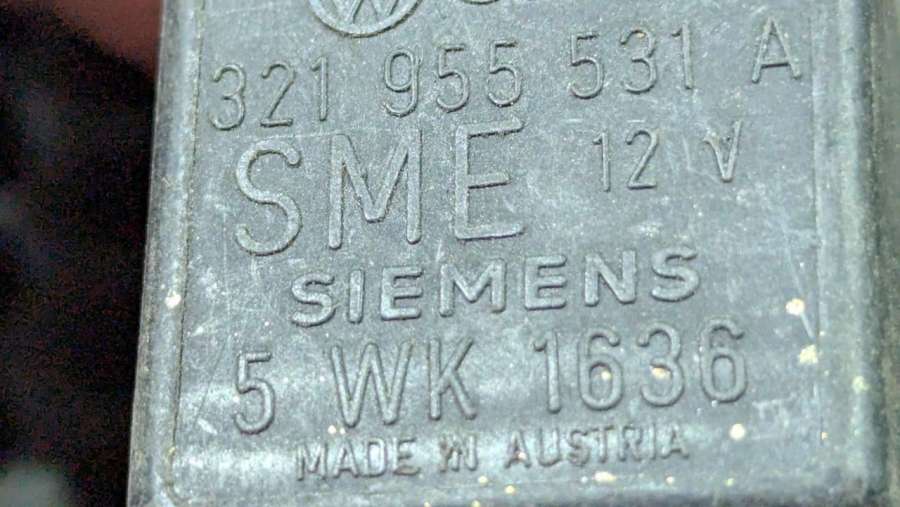 321 955 531 A
SME 12 V
SIEMENS
5 WK 1636
MADE IN AUSTRIA